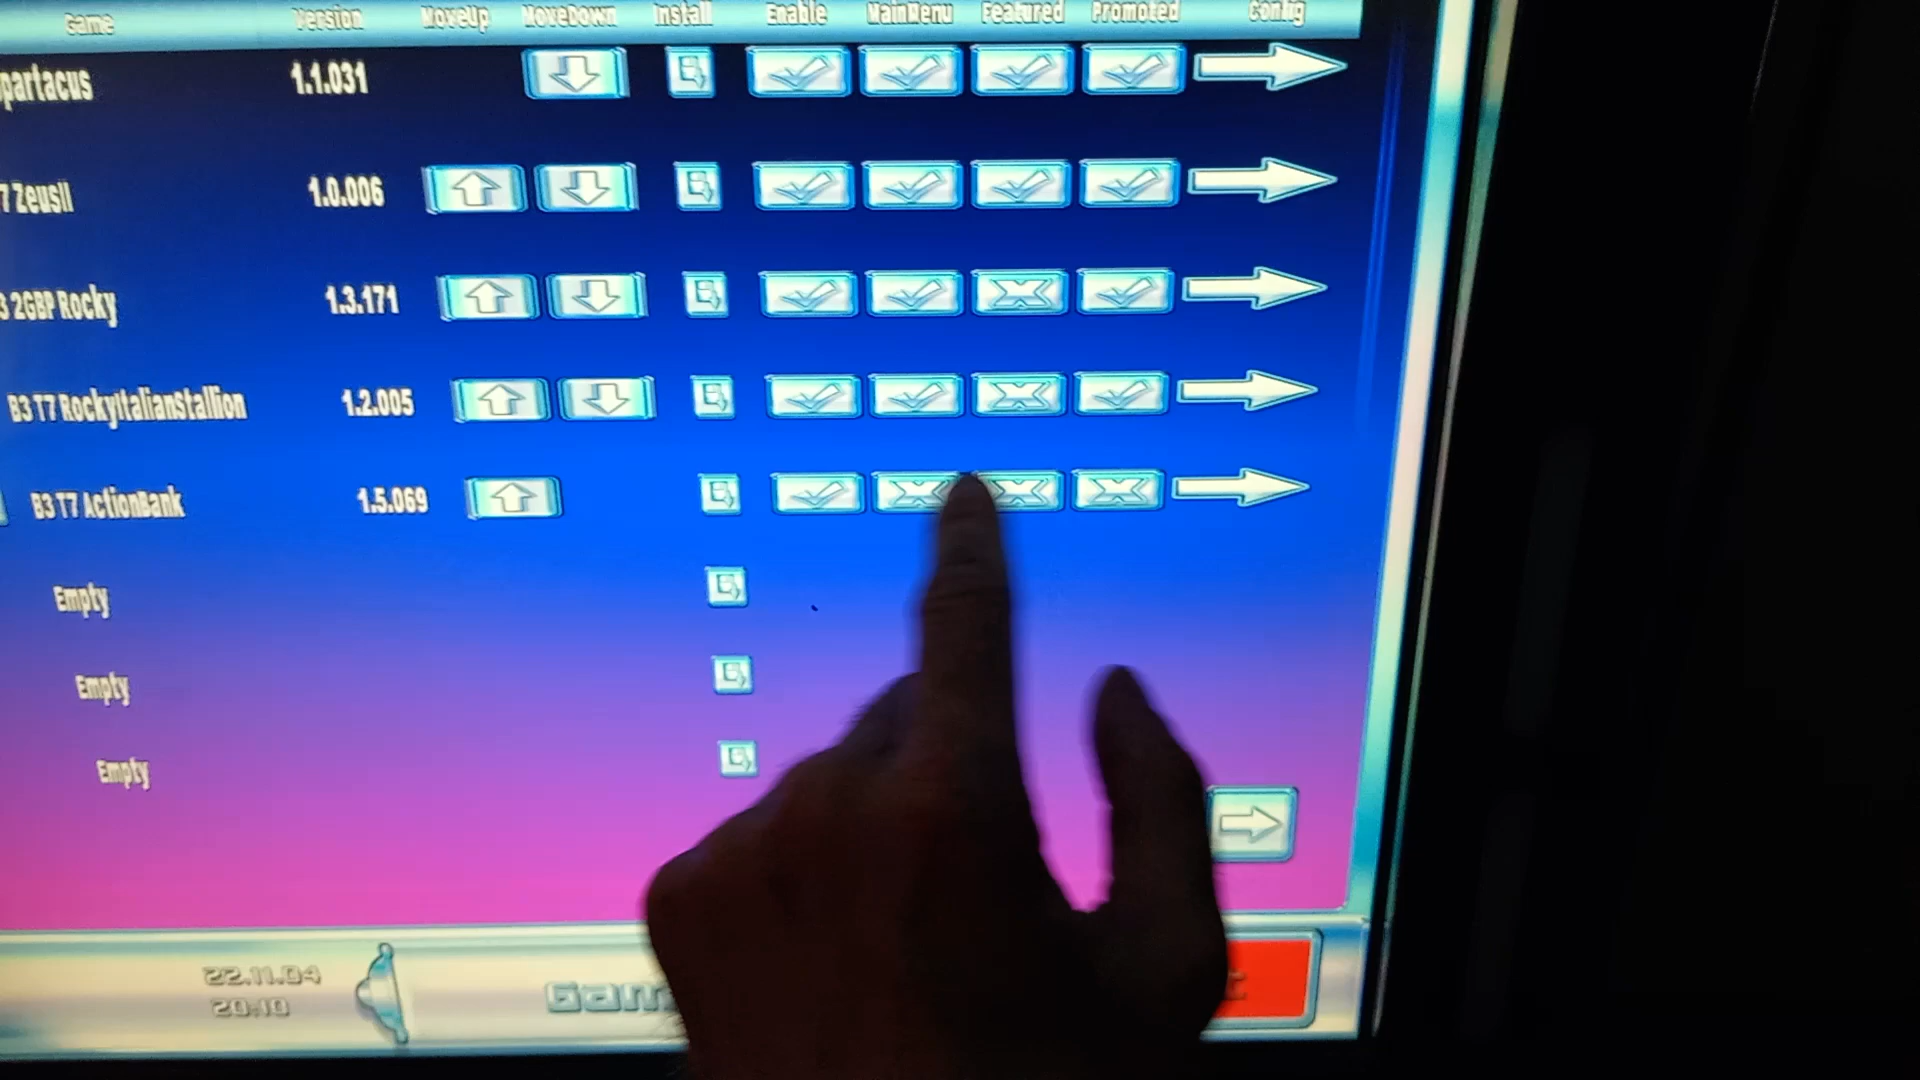 Game Version MoveUp MoveDown Install Enable MainMenu Featured Promoted Config
partacus 1.1.031
7 ZeusII 1.0.006
3 2GBP Rocky 1.3.171
B3 T7 RockyItalianStallion 1.2.005
B3 T7 ActionBank 1.5.069
Empty
Empty
Empty
22.11.04
20:10
Gam